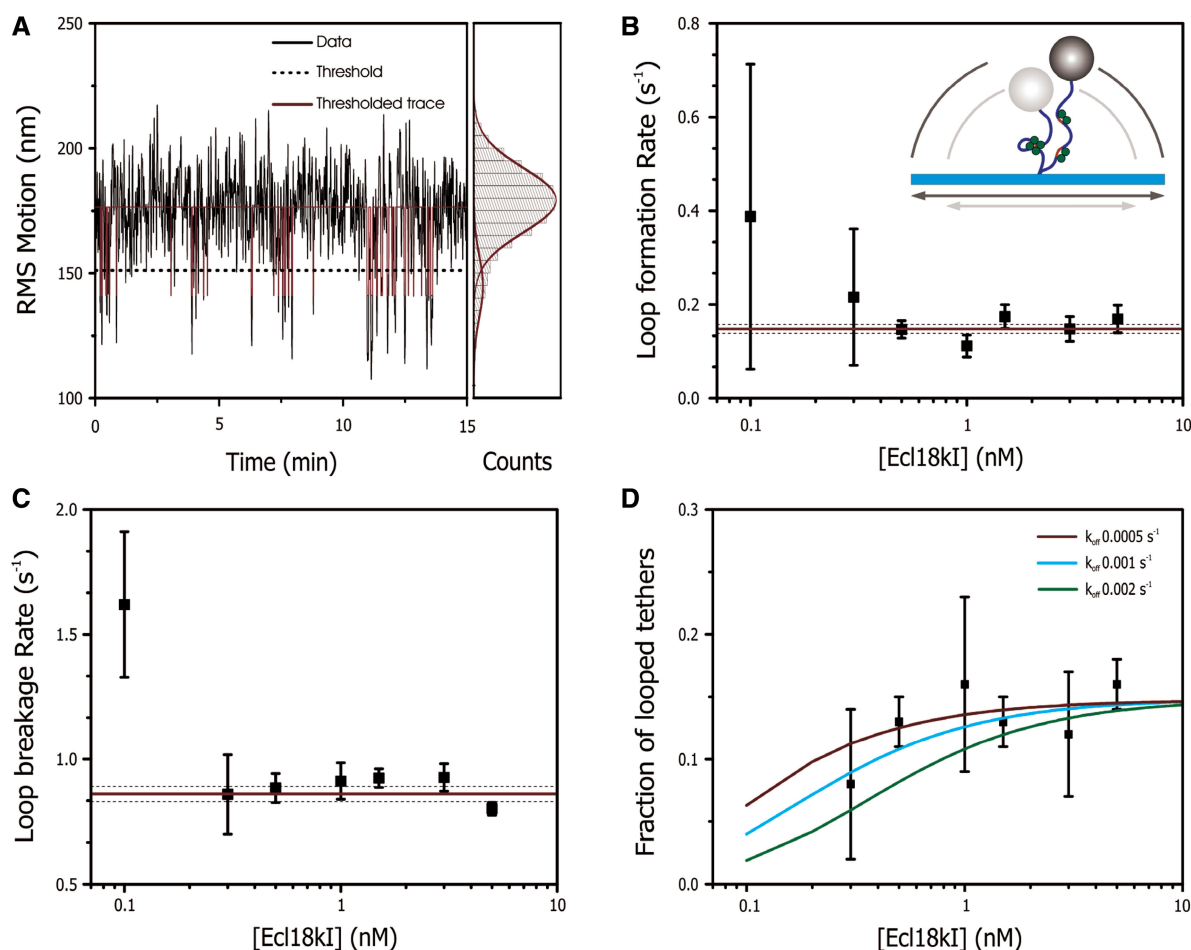 A
250
200
150
100
RMS Motion (nm)
Data
Threshold
Thresholded trace
0
5
10
15
Time (min)
Counts
B
0.8
0.6
0.4
0.2
0.0
Loop formation Rate (s⁻¹)
0.1
1
10
[Ecl18kI] (nM)
C
2.0
1.5
1.0
0.5
Loop breakage Rate (s⁻¹)
0.1
1
10
[Ecl18kI] (nM)
D
0.3
0.2
0.1
0.0
Fraction of looped tethers
k_off 0.0005 s⁻¹
k_off 0.001 s⁻¹
k_off 0.002 s⁻¹
0.1
1
10
[Ecl18kI] (nM)